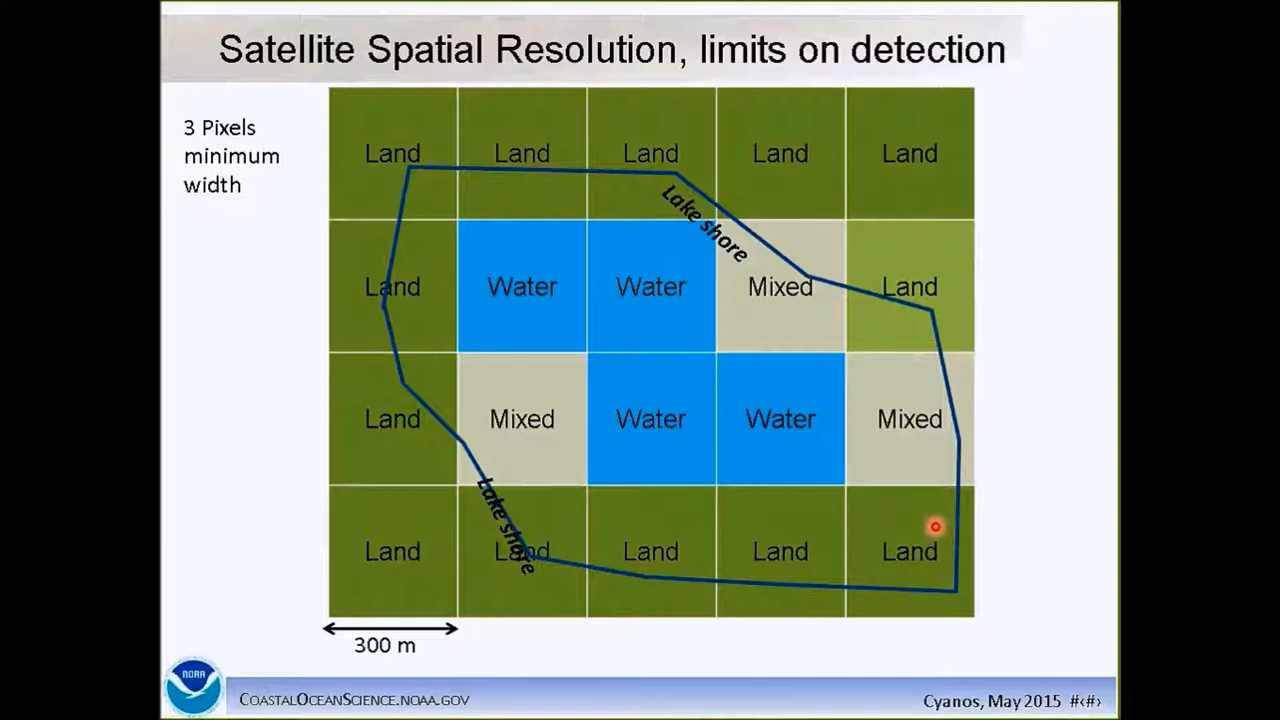 Satellite Spatial Resolution, limits on detection
3 Pixels
minimum
width
Land Land Land Land Land
Lake shore
Land Water Water Mixed Land
Land Mixed Water Water Mixed
Lake shore
Land Land Land Land Land
300 m
NOAA
COASTALOCEANSCIENCE.NOAA.GOV
Cyanos, May 2015 #‹#›